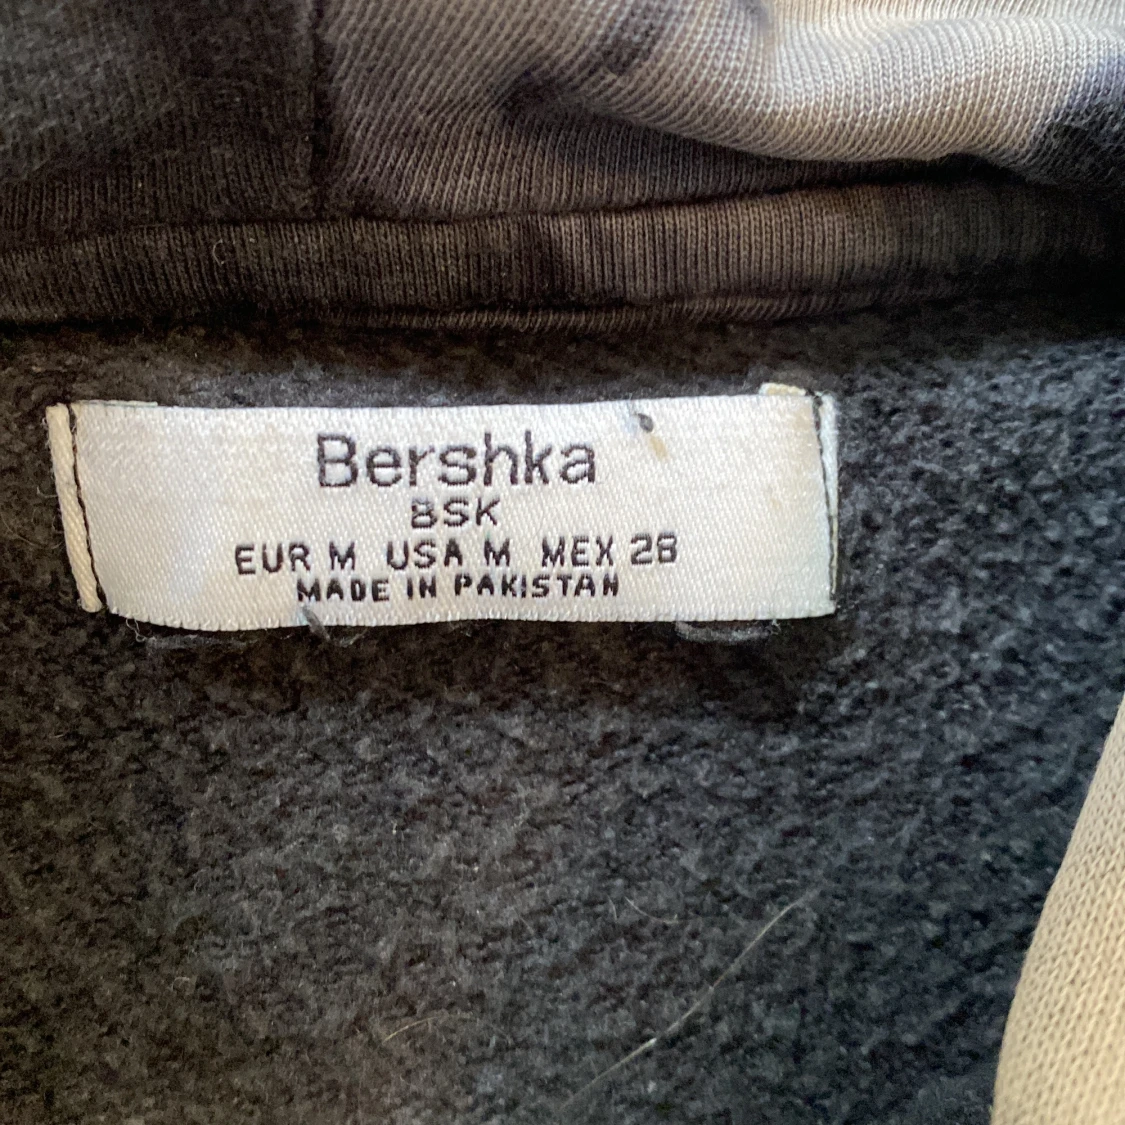 Bershka
BSK
EUR M USA M MEX 28
MADE IN PAKISTAN